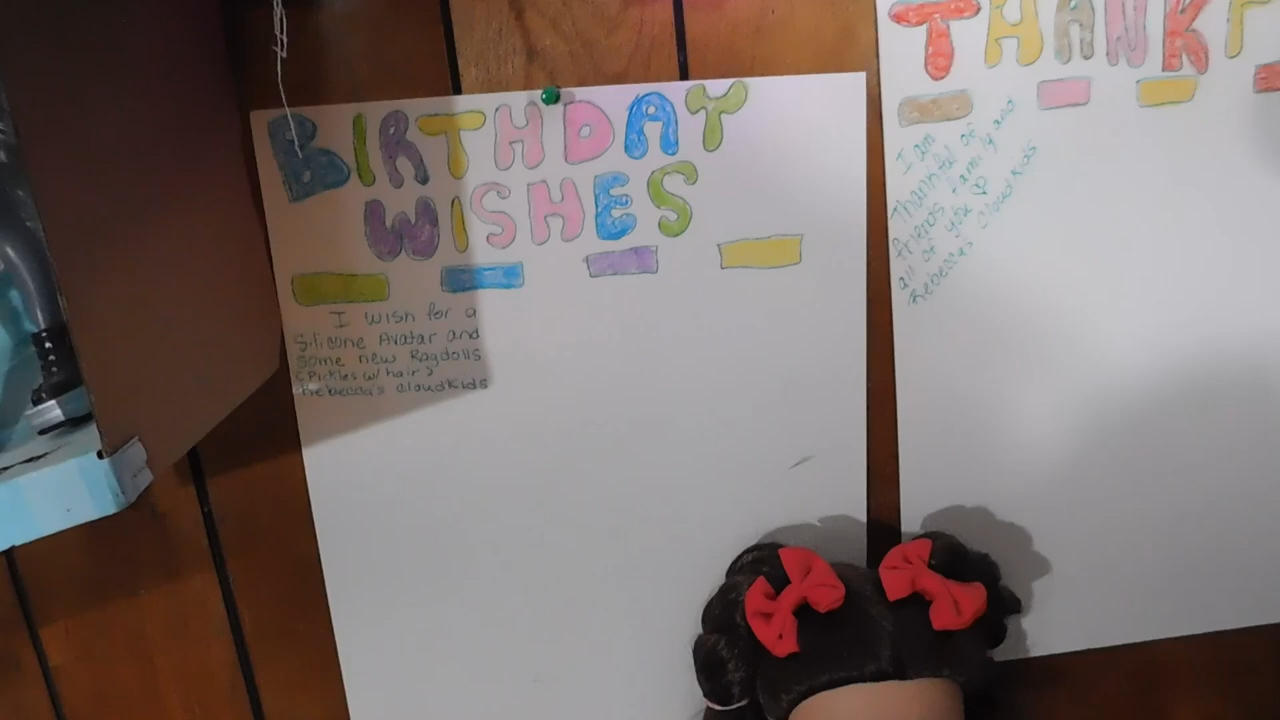 BIRTHDAY
WISHES
I wish for a
Silicone Avatar and
some new Ragdolls
(Pickles w/hair)
Rebecca's CloudKids
THANKF
I am
Thankful of
friends family and
all of you
Rebecca's CloudKids